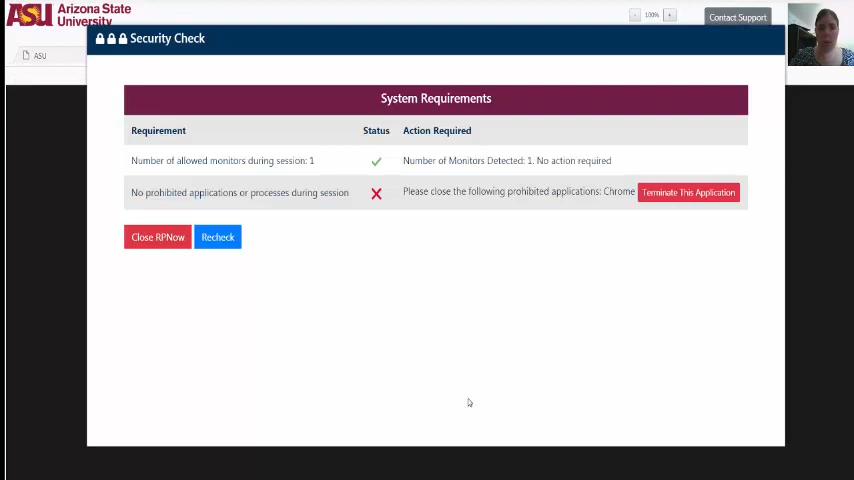 ASU Arizona State
University
- 100% +
Contact Support
ASU
Security Check
System Requirements
Requirement Status Action Required
Number of allowed monitors during session: 1 Number of Monitors Detected: 1. No action required
No prohibited applications or processes during session Please close the following prohibited applications: Chrome Terminate This Application
Close RPNow Recheck